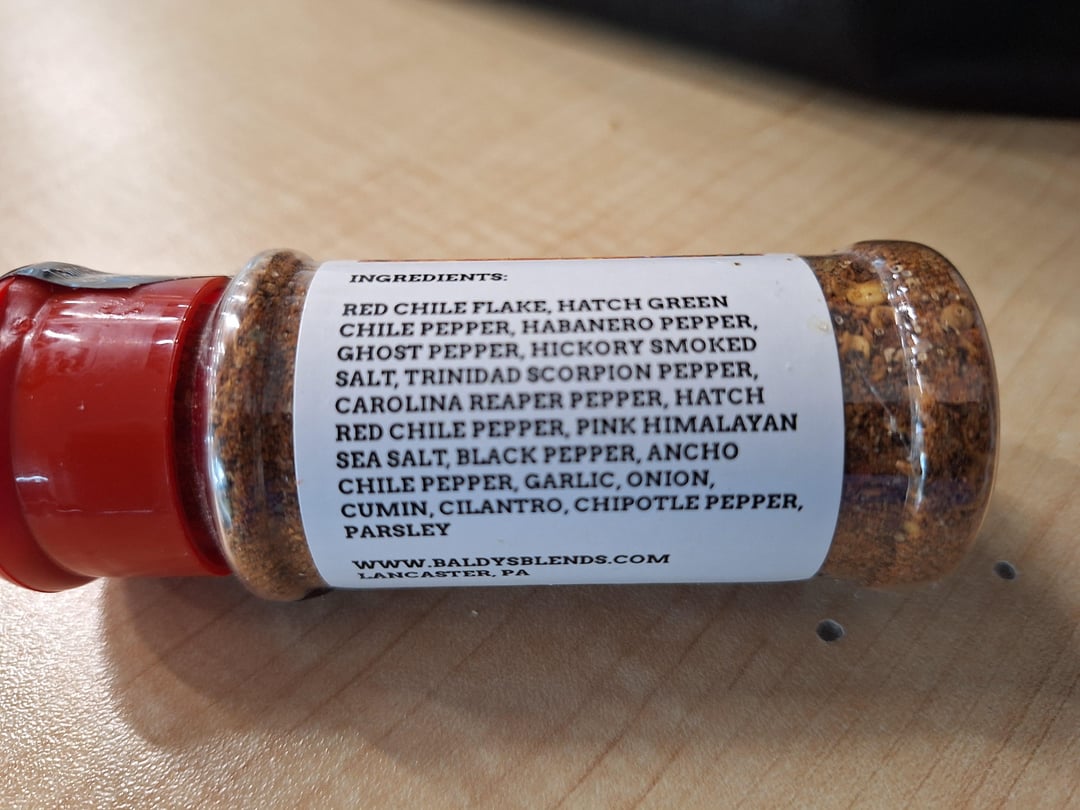 INGREDIENTS:
RED CHILE FLAKE, HATCH GREEN
CHILE PEPPER, HABANERO PEPPER,
GHOST PEPPER, HICKORY SMOKED
SALT, TRINIDAD SCORPION PEPPER,
CAROLINA REAPER PEPPER, HATCH
RED CHILE PEPPER, PINK HIMALAYAN
SEA SALT, BLACK PEPPER, ANCHO
CHILE PEPPER, GARLIC, ONION,
CUMIN, CILANTRO, CHIPOTLE PEPPER,
PARSLEY
WWW.BALDYSBLENDS.COM
LANCASTER, PA